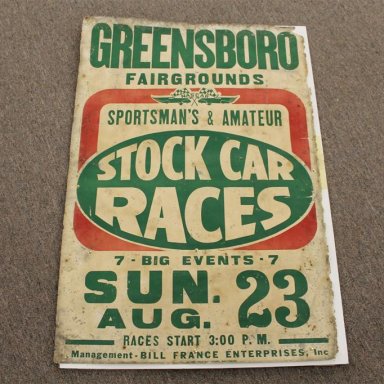 GREENSBORO
FAIRGROUNDS
NASCAR
SPORTSMAN'S & AMATEUR
STOCK CAR
RACES
7 - BIG EVENTS - 7
SUN.
AUG. 23
RACES START 3:00 P. M.
Management - BILL FRANCE ENTERPRISES, Inc